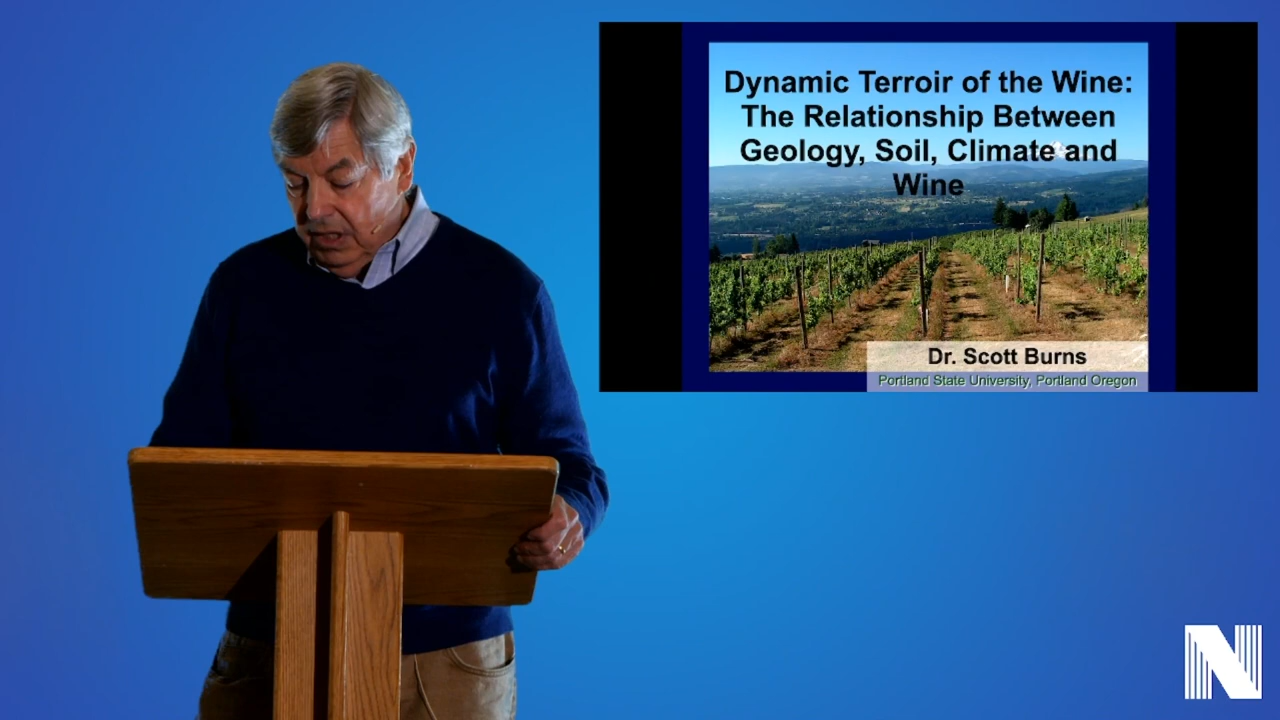 Dynamic Terroir of the Wine:
The Relationship Between
Geology, Soil, Climate and
Wine
Dr. Scott Burns
Portland State University, Portland Oregon
N